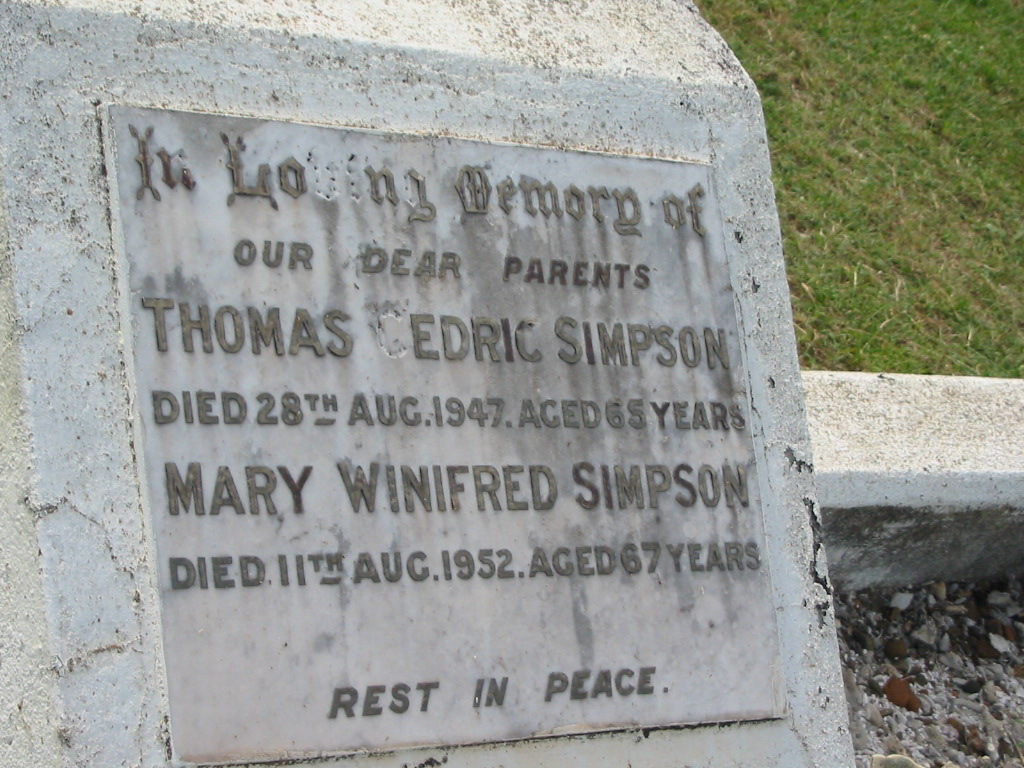 In Loving Memory of
OUR DEAR PARENTS
THOMAS CEDRIC SIMPSON
DIED 28TH AUG. 1947. AGED 65 YEARS
MARY WINIFRED SIMPSON
DIED 11TH AUG. 1952. AGED 67 YEARS
REST IN PEACE.